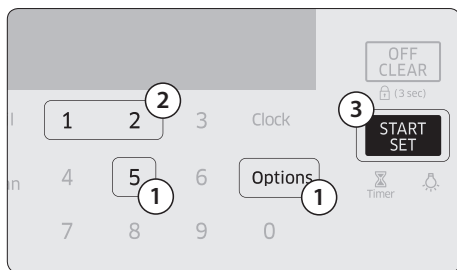 OFF
CLEAR
(3 sec)
2
3
l 1 2 3 Clock
START
SET
n 4 5 6 Options
1
1
Timer
7 8 9 0